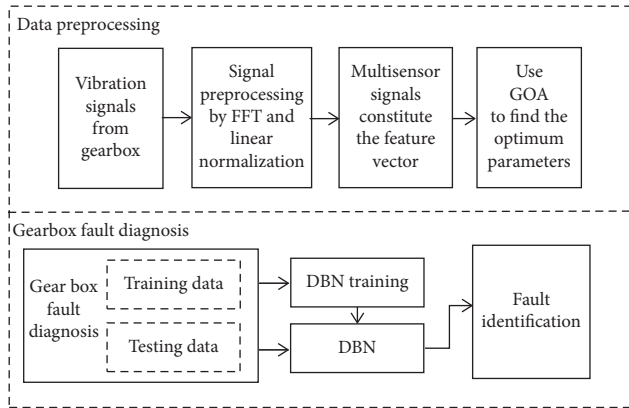 Data preprocessing
Vibration
signals
from
gearbox
Signal
preprocessing
by FFT and
linear
normalization
Multisensor
signals
constitute
the feature
vector
Use
GOA
to find the
optimum
parameters
Gearbox fault diagnosis
Gear box
fault
diagnosis
Training data
Testing data
DBN training
DBN
Fault
identification